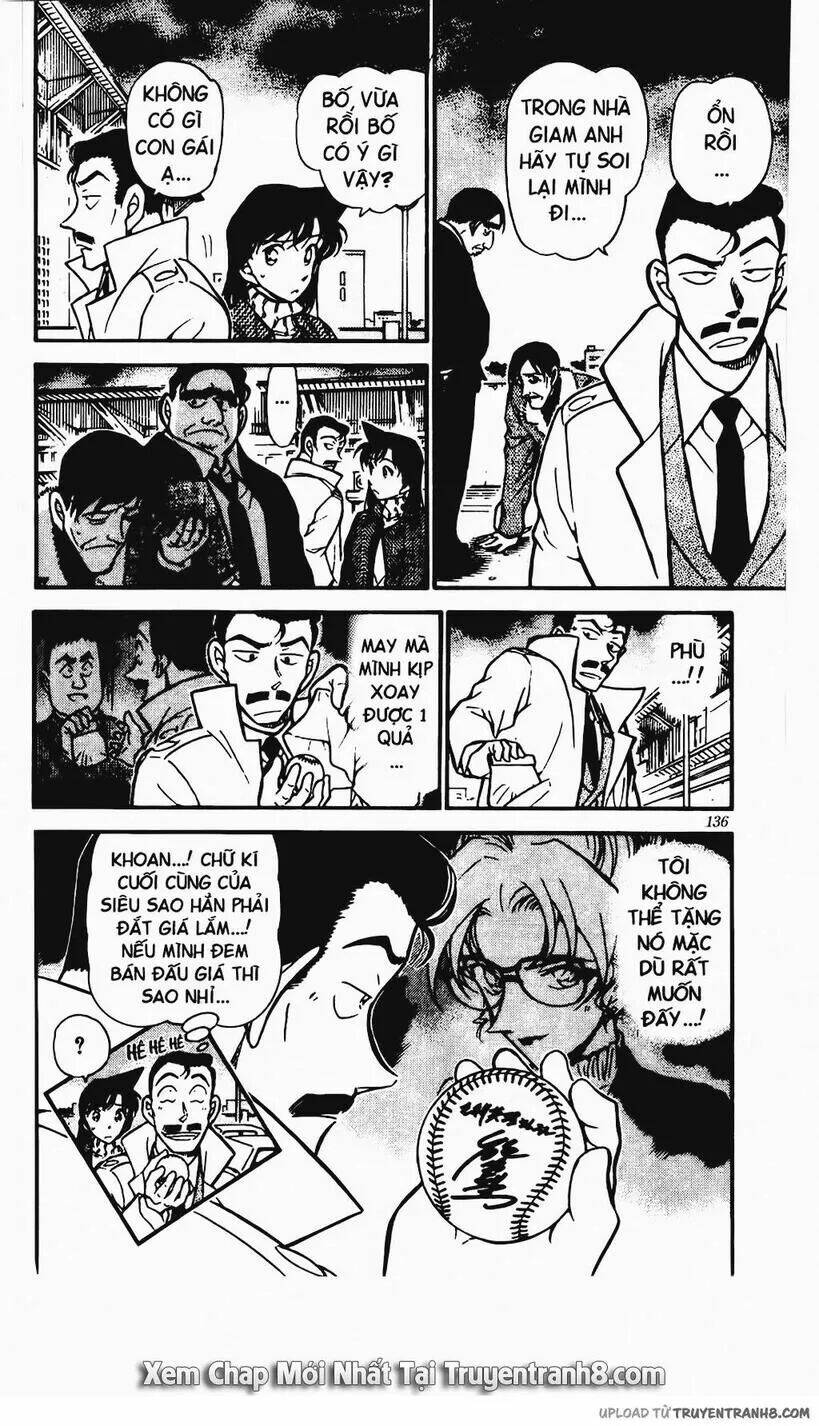 ỔN
RỒI
...
TRONG NHÀ
GIAM ANH
HÃY TỰ SOI
LẠI MÌNH
ĐI...
BỐ, VỪA
RỒI BỐ
CÓ Ý GÌ
VẬY?
KHÔNG
CÓ GÌ
CON GÁI
Ạ...
...
PHÙ
...!!
MAY MÀ
MÌNH KỊP
XOAY
ĐƯỢC 1
QUẢ
...
136
TÔI
KHÔNG
THỂ TẶNG
NÓ MẶC
DÙ RẤT
MUỐN
ĐẤY...!
KHOAN...! CHỮ KÍ
CUỐI CÙNG CỦA
SIÊU SAO HẲN PHẢI
ĐẮT GIÁ LẮM...!
NẾU MÌNH ĐEM
BÁN ĐẤU GIÁ THÌ
SAO NHỈ...
HÊ HÊ HÊ
?
Xem Chap Mới Nhất Tại Truyentranh8.com
UPLOAD TỪ TRUYENTRANH8.COM